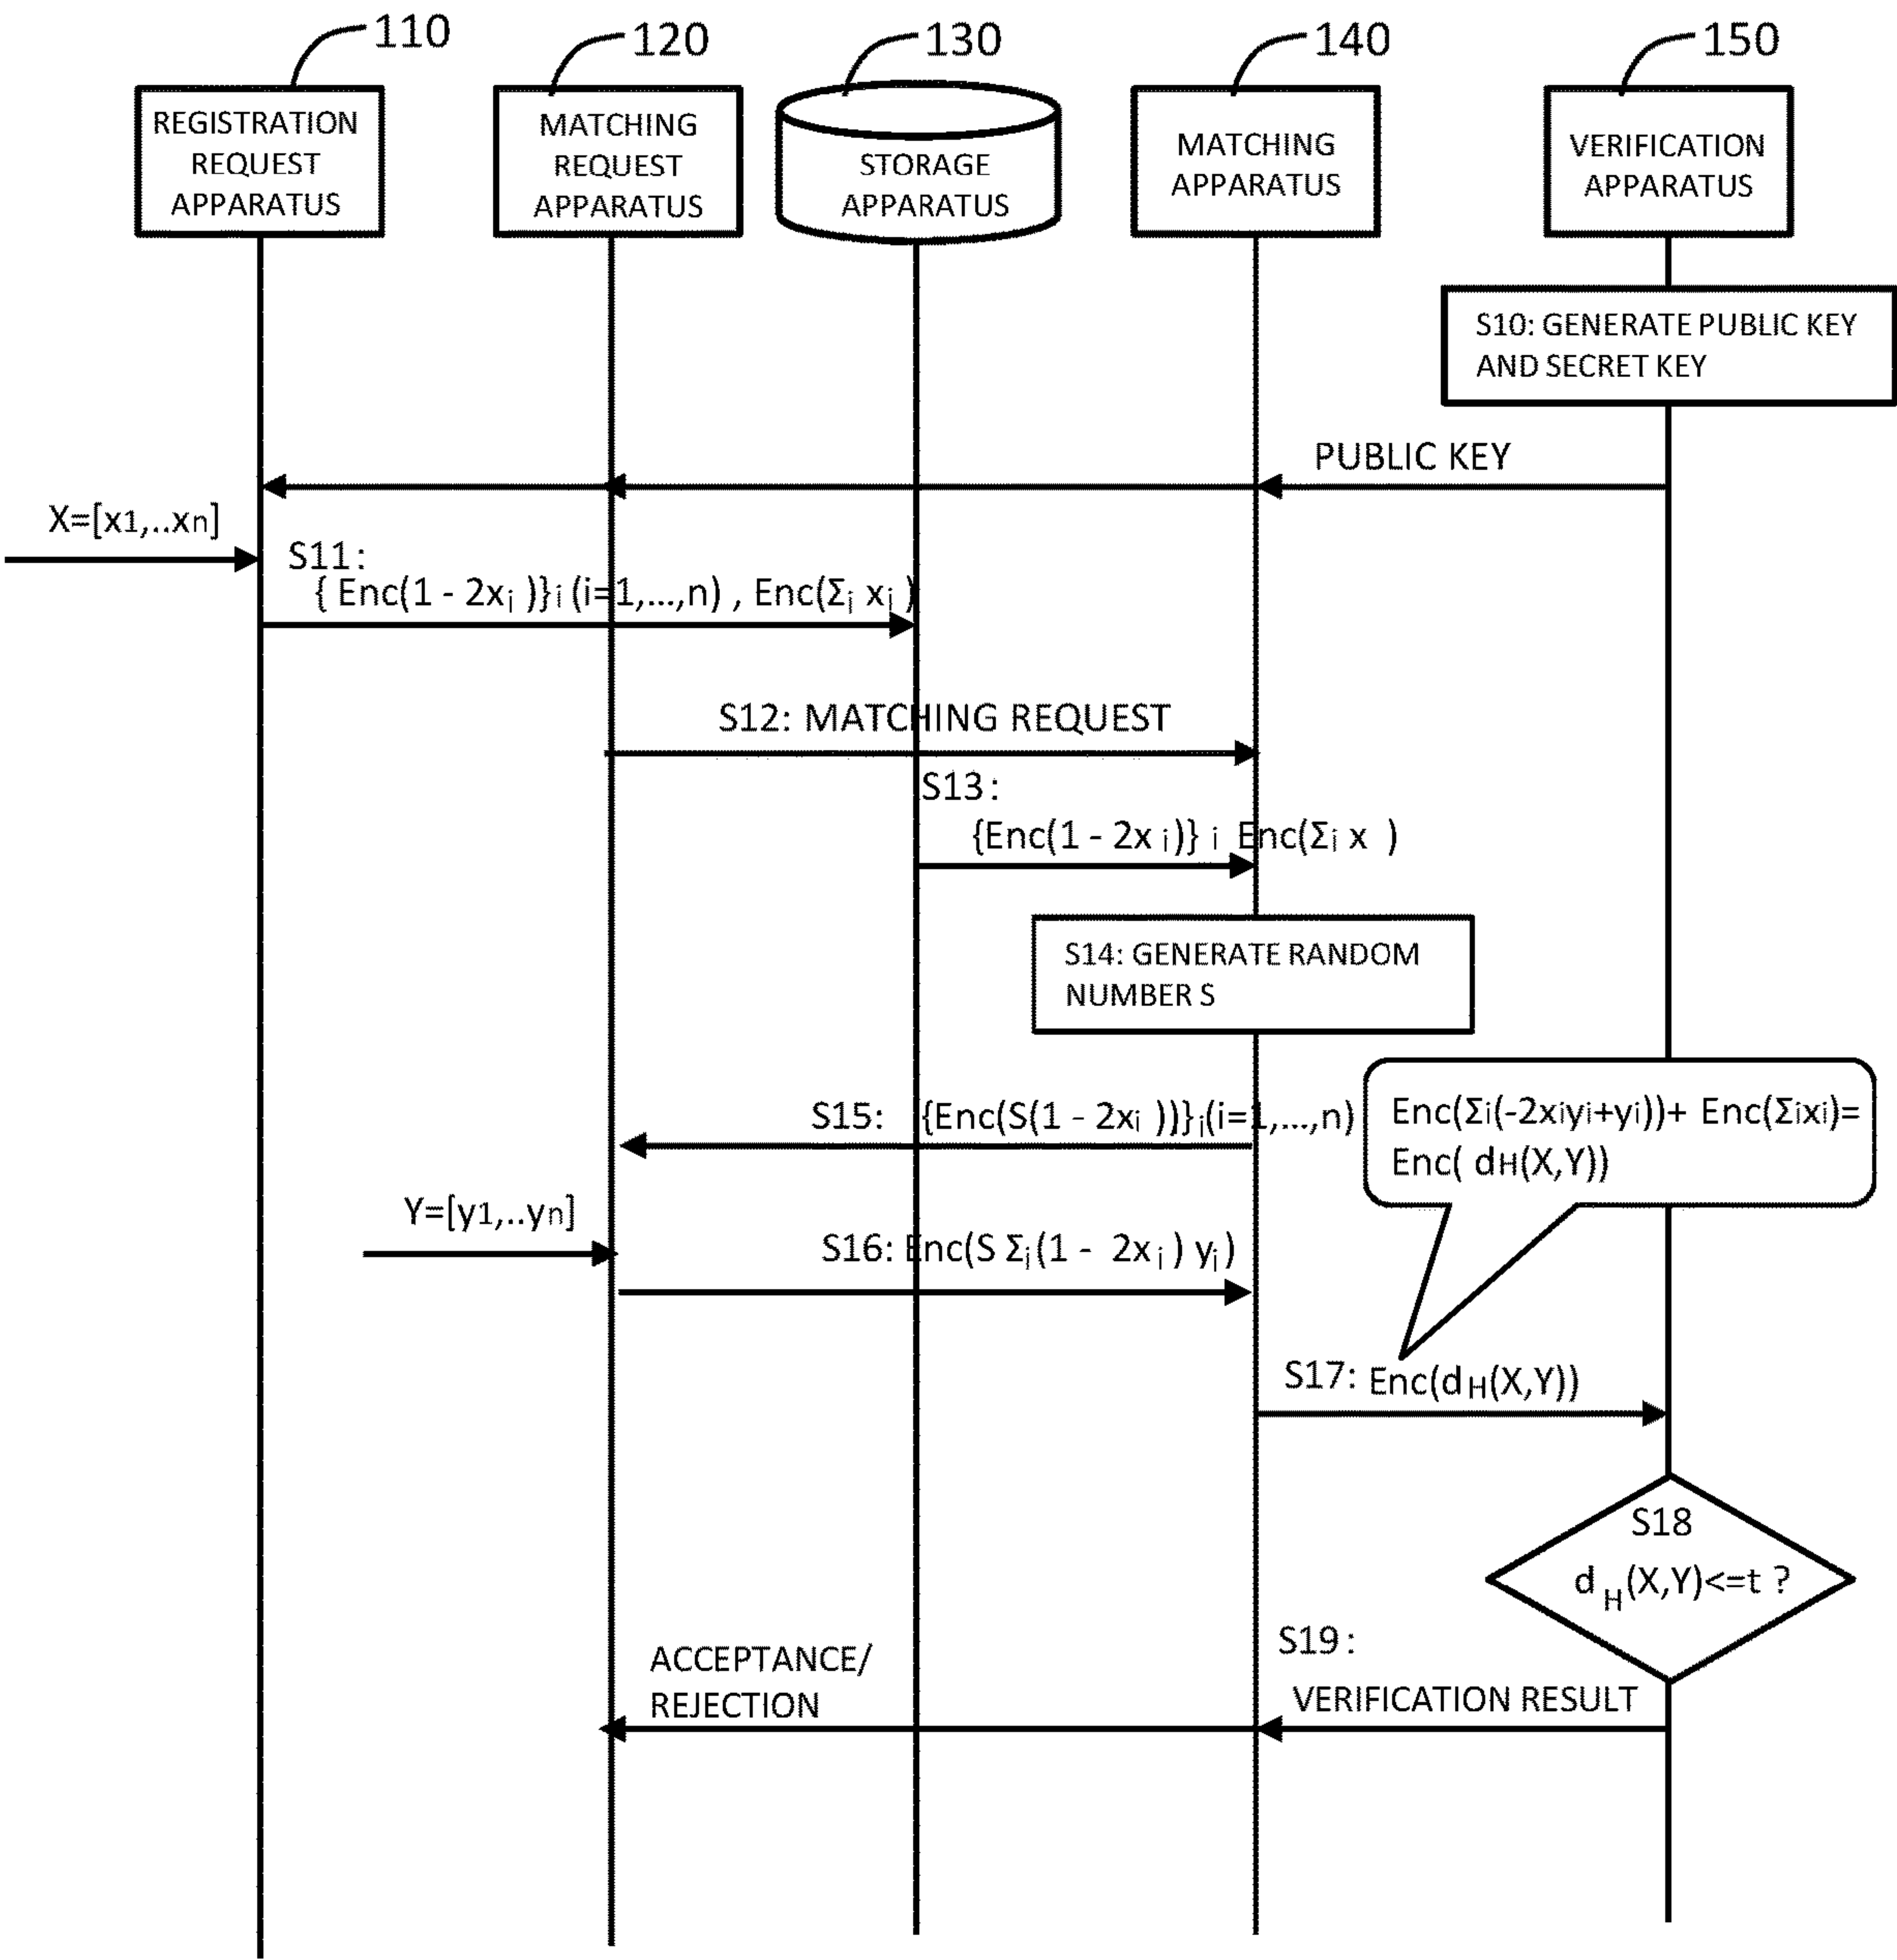 110
120
130
140
150
REGISTRATION
REQUEST
APPARATUS
MATCHING
REQUEST
APPARATUS
STORAGE
APPARATUS
MATCHING
APPARATUS
VERIFICATION
APPARATUS
S10: GENERATE PUBLIC KEY
AND SECRET KEY
PUBLIC KEY
X=[x1,..xn]
S11:
{ Enc(1 - 2xi )}i (i=1,...,n) , Enc(Σi xi )
S12: MATCHING REQUEST
S13:
{Enc(1 - 2x i)} i Enc(Σi x )
S14: GENERATE RANDOM
NUMBER S
S15: {Enc(S(1 - 2xi ))}i(i=1,...,n)
Enc(Σi(-2xiyi+yi))+ Enc(Σixi)=
Enc( dH(X,Y))
Y=[y1,..yn]
S16: Enc(S Σi(1 - 2xi ) yi)
S17: Enc(dH(X,Y))
S18
dH(X,Y)<=t ?
S19:
ACCEPTANCE/
REJECTION
VERIFICATION RESULT